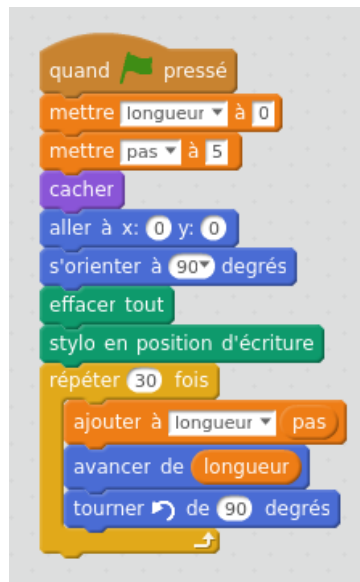 quand pressé
mettre longueur à 0
mettre pas à 5
cacher
aller à x: 0 y: 0
s'orienter à 90 degrés
effacer tout
stylo en position d'écriture
répéter 30 fois
ajouter à longueur pas
avancer de longueur
tourner de 90 degrés